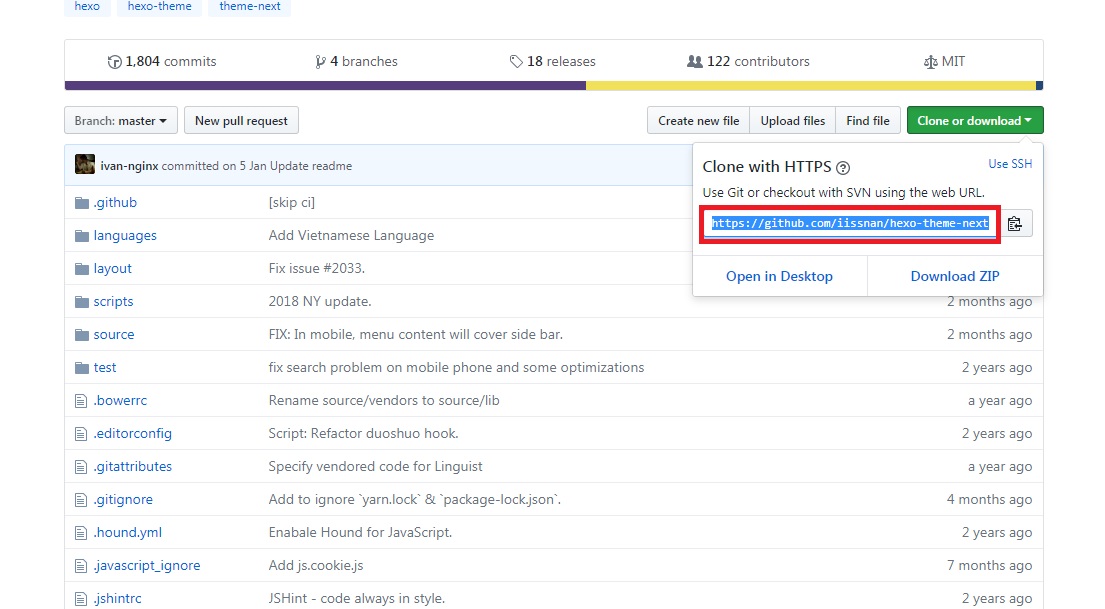 hexo hexo-theme theme-next
1,804 commits 4 branches 18 releases 122 contributors MIT
Branch: master New pull request Create new file Upload files Find file Clone or download
ivan-nginx committed on 5 Jan Update readme
Clone with HTTPS ? Use SSH
Use Git or checkout with SVN using the web URL.
https://github.com/iissnan/hexo-theme-next
Open in Desktop Download ZIP
.github [skip ci]
languages Add Vietnamese Language
layout Fix issue #2033.
scripts 2018 NY update. 2 months ago
source FIX: In mobile, menu content will cover side bar. 2 months ago
test fix search problem on mobile phone and some optimizations 2 years ago
.bowerrc Rename source/vendors to source/lib a year ago
.editorconfig Script: Refactor duoshuo hook. 2 years ago
.gitattributes Specify vendored code for Linguist a year ago
.gitignore Add to ignore `yarn.lock` & `package-lock.json`. 4 months ago
.hound.yml Enabale Hound for JavaScript. 2 years ago
.javascript_ignore Add js.cookie.js 7 months ago
.jshintrc JSHint - code always in style. 2 years ago